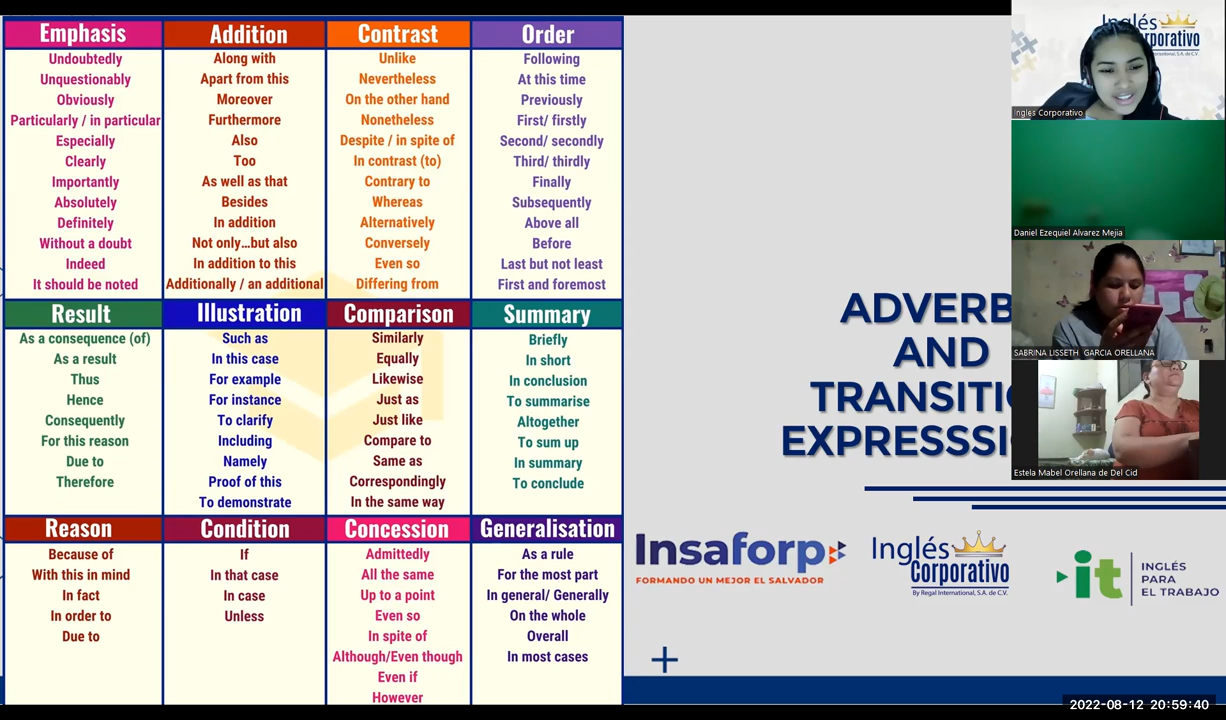 Emphasis
Undoubtedly
Unquestionably
Obviously
Particularly / in particular
Especially
Clearly
Importantly
Absolutely
Definitely
Without a doubt
Indeed
It should be noted
Addition
Along with
Apart from this
Moreover
Furthermore
Also
Too
As well as that
Besides
In addition
Not only...but also
In addition to this
Additionally / an additional
Contrast
Unlike
Nevertheless
On the other hand
Nonetheless
Despite / in spite of
In contrast (to)
Contrary to
Whereas
Alternatively
Conversely
Even so
Differing from
Order
Following
At this time
Previously
First/ firstly
Second/ secondly
Third/ thirdly
Finally
Subsequently
Above all
Before
Last but not least
First and foremost
Result
As a consequence (of)
As a result
Thus
Hence
Consequently
For this reason
Due to
Therefore
Illustration
Such as
In this case
For example
For instance
To clarify
Including
Namely
Proof of this
To demonstrate
Comparison
Similarly
Equally
Likewise
Just as
Just like
Compare to
Same as
Correspondingly
In the same way
Summary
Briefly
In short
In conclusion
To summarise
Altogether
To sum up
In summary
To conclude
Reason
Because of
With this in mind
In fact
In order to
Due to
Condition
If
In that case
In case
Unless
Concession
Admittedly
All the same
Up to a point
Even so
In spite of
Although/Even though
Even if
However
Generalisation
As a rule
For the most part
In general/ Generally
On the whole
Overall
In most cases
ADVERB
AND
TRANSITI
EXPRESSSI
Insaforp
FORMANDO UN MEJOR EL SALVADOR
Inglés
Corporativo
By Regal International, S.A. de C.V.
it
INGLÉS
PARA
EL TRABAJO
Inglés
orporativo
Inglés Corporativo
Daniel Ezequiel Alvarez Mejia
SABRINA LISSETH GARCIA ORELLANA
Estela Mabel Orellana de Del Cid
2022-08-12 20:59:40